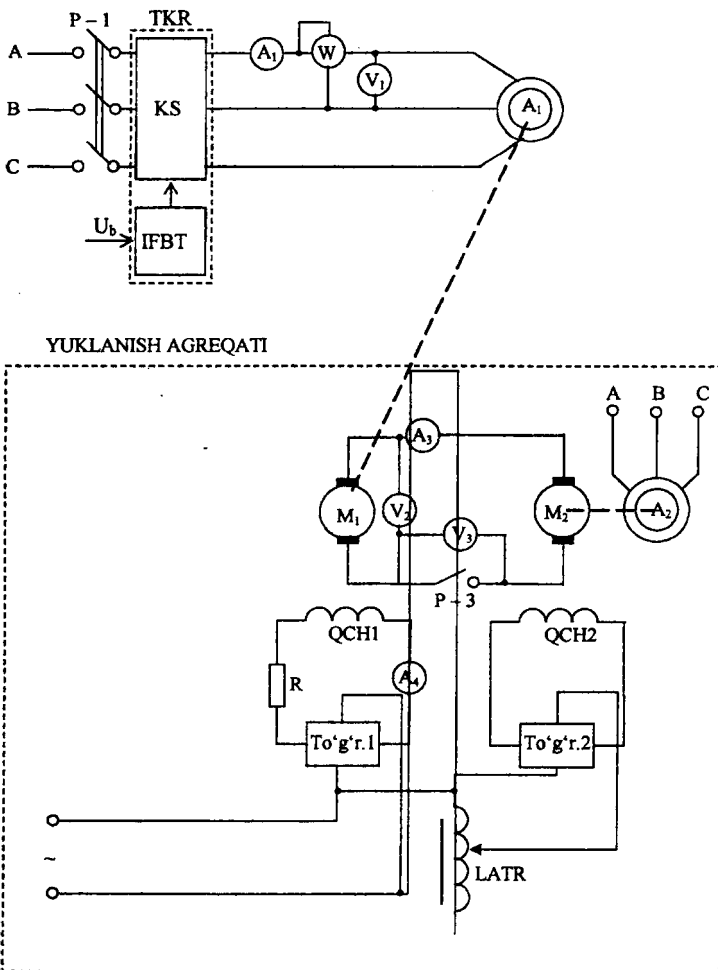 P – 1
TKR
A
B
C
KS
A₁
W
V₁
A₁
U_b
IFBT
YUKLANISH AGREQATI
A B C
A₃
M₁
V₂
V₃
M₂
A₂
P – 3
QCH1
QCH2
R
A₄
To‘g‘r.1
To‘g‘r.2
~
LATR